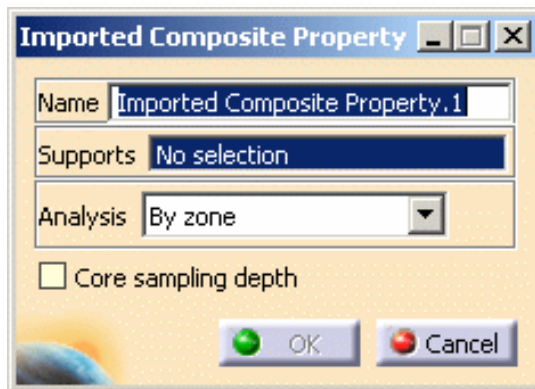 Imported Composite Property
Name Imported Composite Property.1
Supports No selection
Analysis By zone
Core sampling depth
OK Cancel